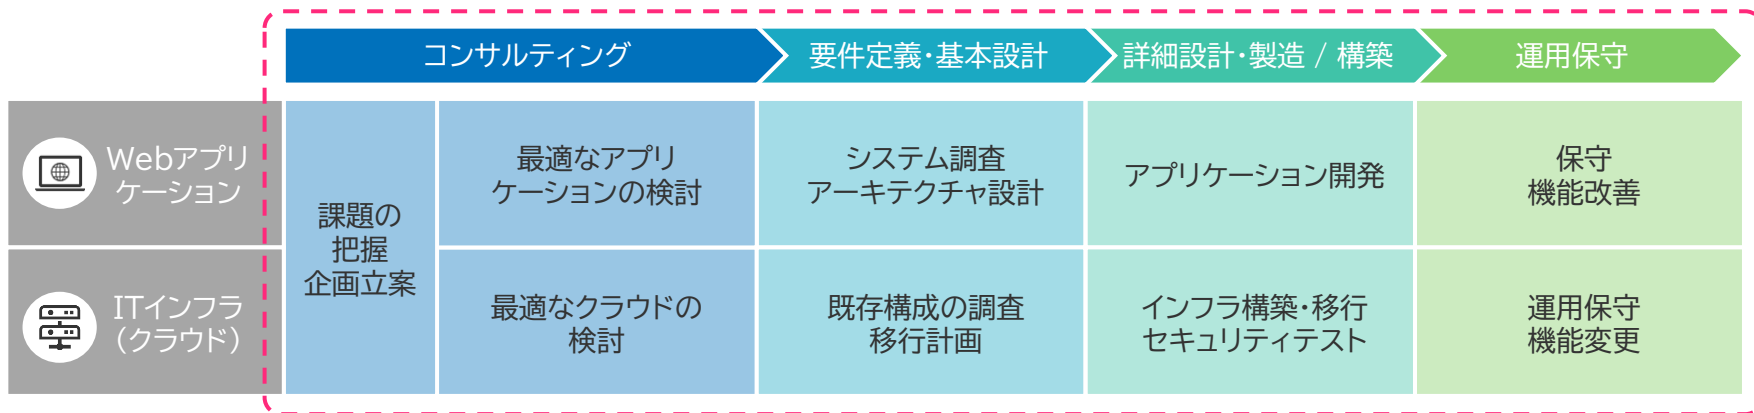 コンサルティング
要件定義・基本設計
詳細設計・製造 / 構築
運用保守
Webアプリ
ケーション
課題の
把握
企画立案
最適なアプリ
ケーションの検討
システム調査
アーキテクチャ設計
アプリケーション開発
保守
機能改善
ITインフラ
(クラウド)
最適なクラウドの
検討
既存構成の調査
移行計画
インフラ構築・移行
セキュリティテスト
運用保守
機能変更